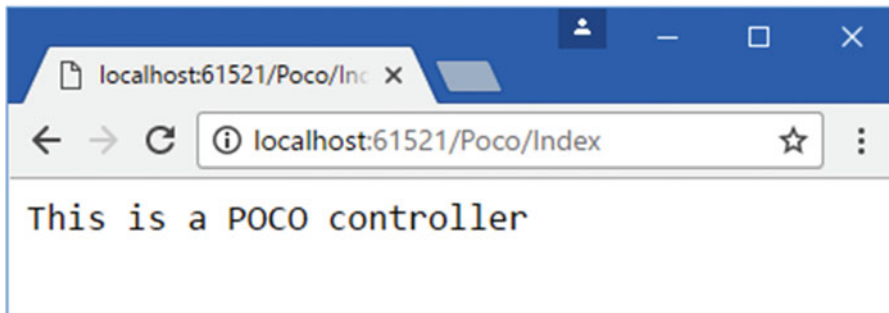 localhost:61521/Poco/Inc
localhost:61521/Poco/Index
This is a POCO controller